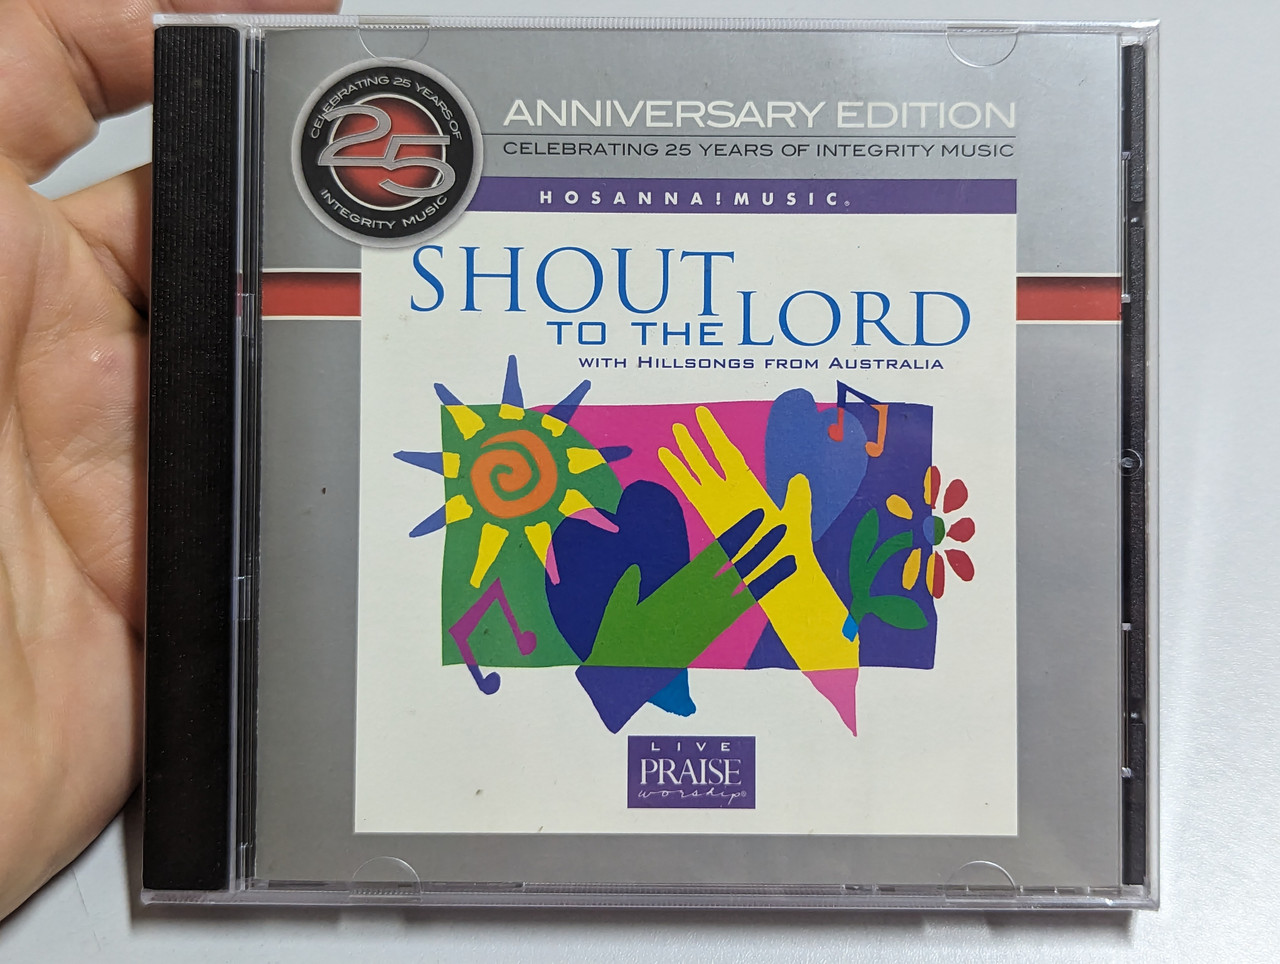 CELEBRATING 25 YEARS OF
25
INTEGRITY MUSIC
ANNIVERSARY EDITION
CELEBRATING 25 YEARS OF INTEGRITY MUSIC
HOSANNA!MUSIC®
SHOUT
TO THE LORD
WITH HILLSONGS FROM AUSTRALIA
LIVE
PRAISE
worship®